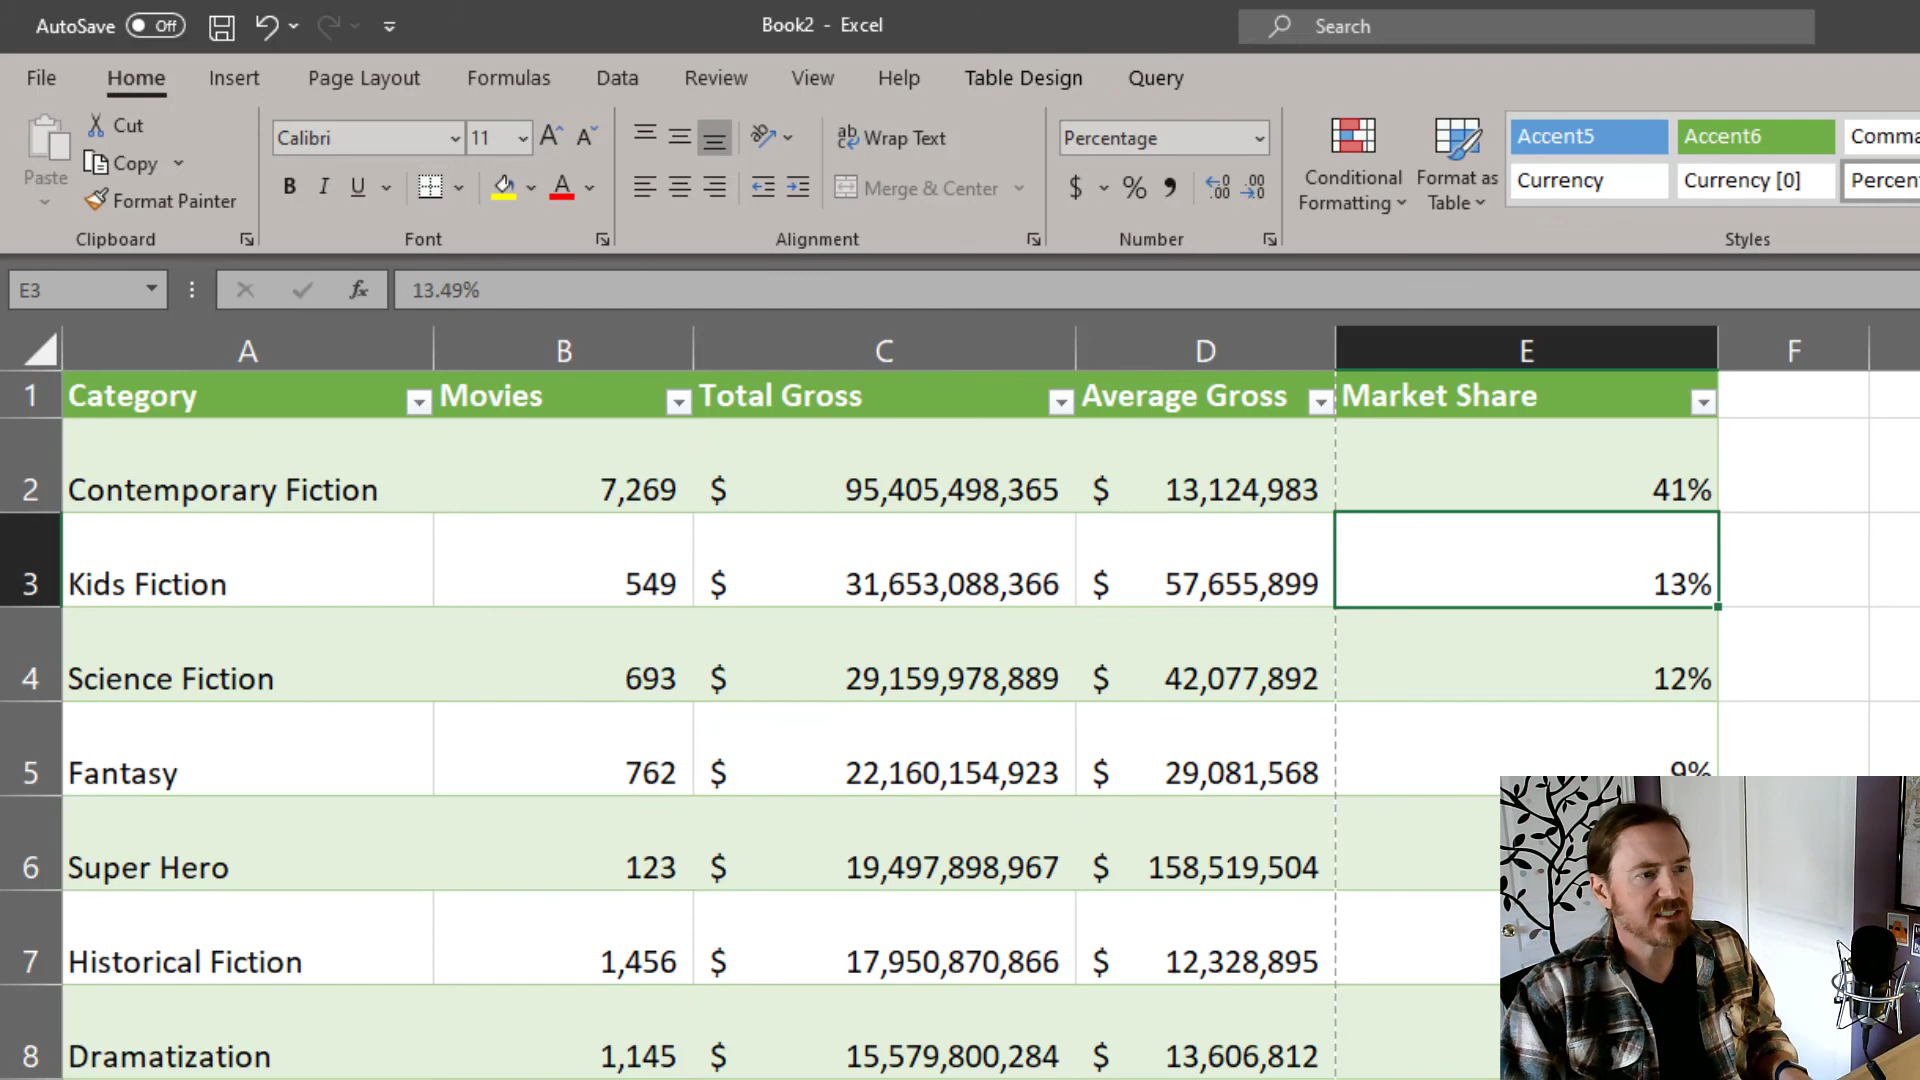 AutoSave Off Book2 - Excel Search
File Home Insert Page Layout Formulas Data Review View Help Table Design Query
Paste Cut Copy Format Painter
Calibri 11
B I U A A A
ab Wrap Text
Merge & Center
Percentage
$ % 9 .00 .00
Conditional Formatting
Format as Table
Accent5 Accent6
Currency Currency [0]
Clipboard Font Alignment Number Styles
E3 fx 13.49%
A B C D E F
1 Category Movies Total Gross Average Gross Market Share
2 Contemporary Fiction 7,269 $ 95,405,498,365 $ 13,124,983 41%
3 Kids Fiction 549 $ 31,653,088,366 $ 57,655,899 13%
4 Science Fiction 693 $ 29,159,978,889 $ 42,077,892 12%
5 Fantasy 762 $ 22,160,154,923 $ 29,081,568 9%
6 Super Hero 123 $ 19,497,898,967 $ 158,519,504
7 Historical Fiction 1,456 $ 17,950,870,866 $ 12,328,895
8 Dramatization 1,145 $ 15,579,800,284 $ 13,606,812